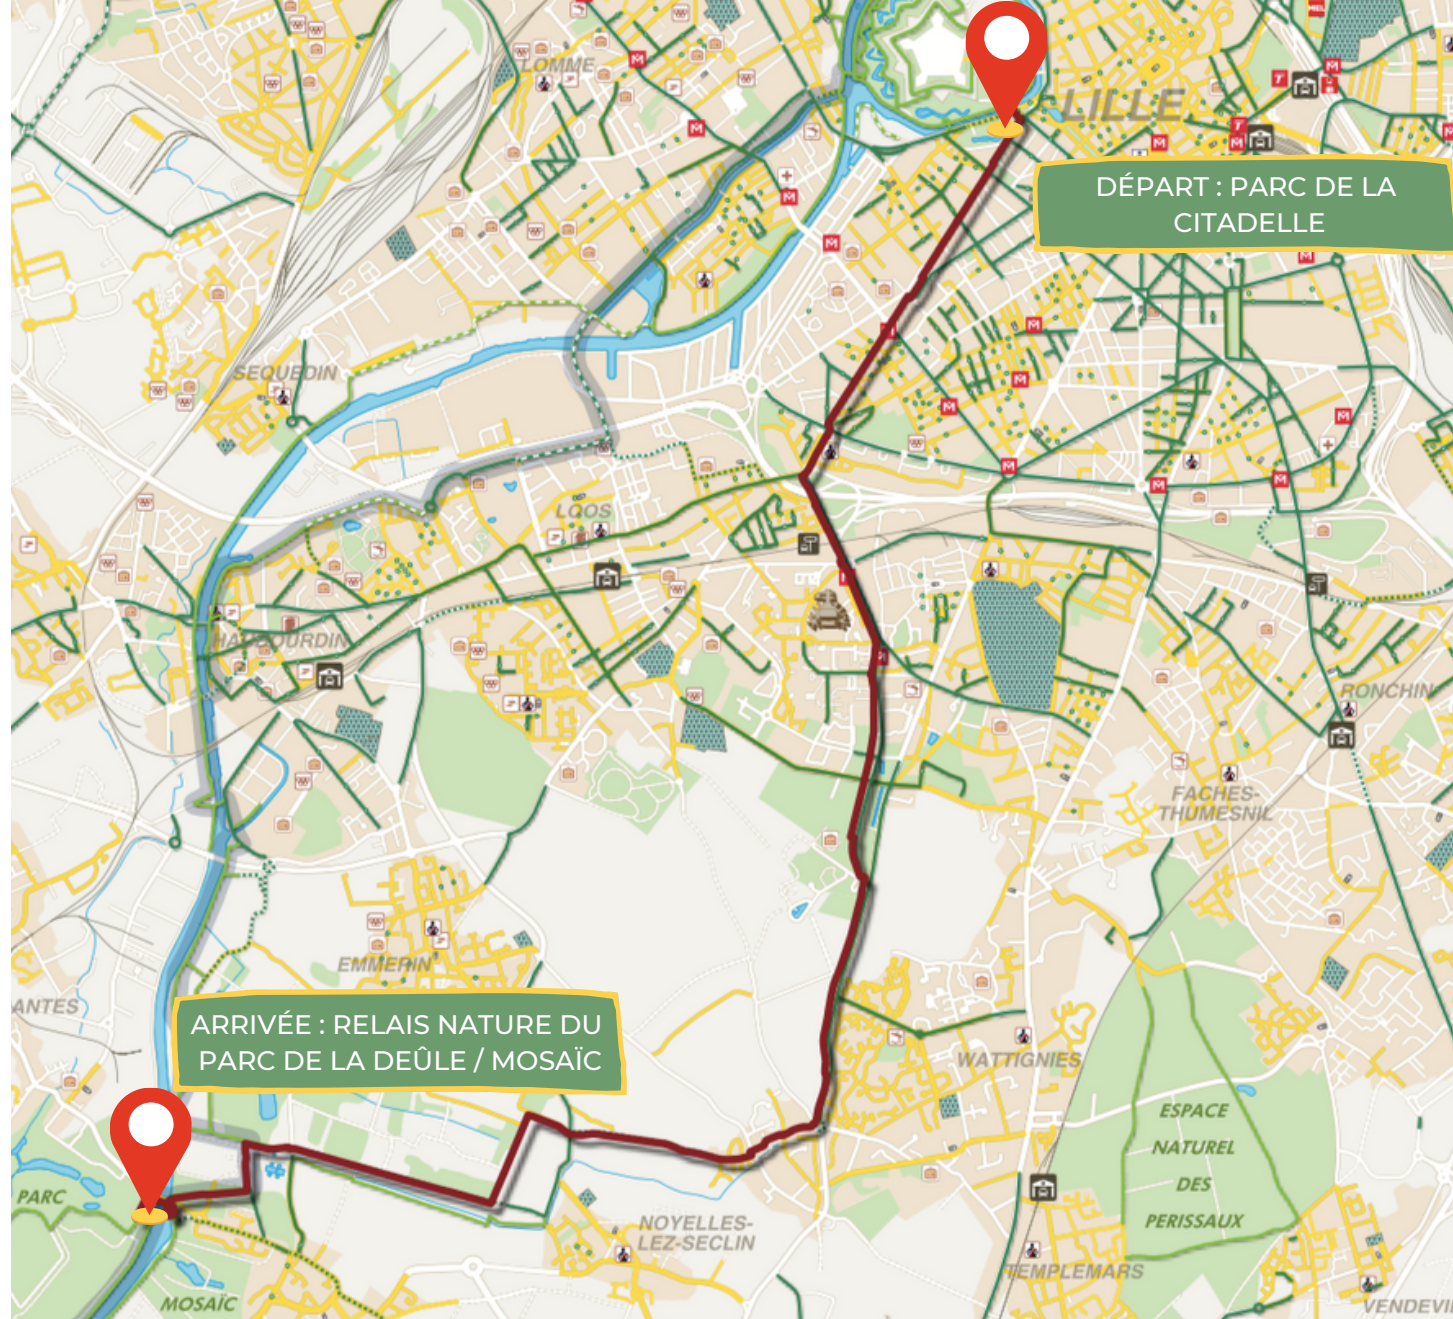 LOMME
LILLE
DÉPART : PARC DE LA
CITADELLE
SEQUEDIN
LOOS
HAUBOURDIN
RONCHIN
FACHES-
THUMESNIL
EMMERIN
ANTES
ARRIVÉE : RELAIS NATURE DU
PARC DE LA DEÛLE / MOSAÏC
WATTIGNIES
ESPACE
NATUREL
DES
PERISSAUX
PARC
NOYELLES-
LEZ-SECLIN
TEMPLEMARS
MOSAÏC
VENDEVI